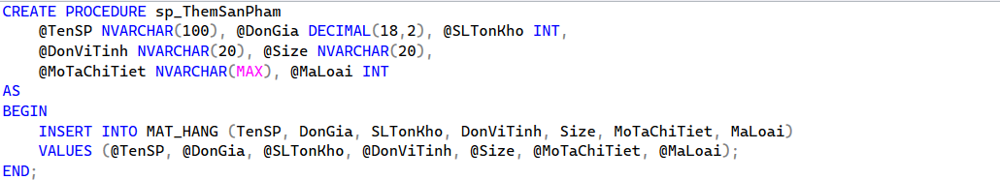 CREATE PROCEDURE sp_ThemSanPham
    @TenSP NVARCHAR(100), @DonGia DECIMAL(18,2), @SLTonKho INT,
    @DonViTinh NVARCHAR(20), @Size NVARCHAR(20),
    @MoTaChiTiet NVARCHAR(MAX), @MaLoai INT
AS
BEGIN
    INSERT INTO MAT_HANG (TenSP, DonGia, SLTonKho, DonViTinh, Size, MoTaChiTiet, MaLoai)
    VALUES (@TenSP, @DonGia, @SLTonKho, @DonViTinh, @Size, @MoTaChiTiet, @MaLoai);
END;